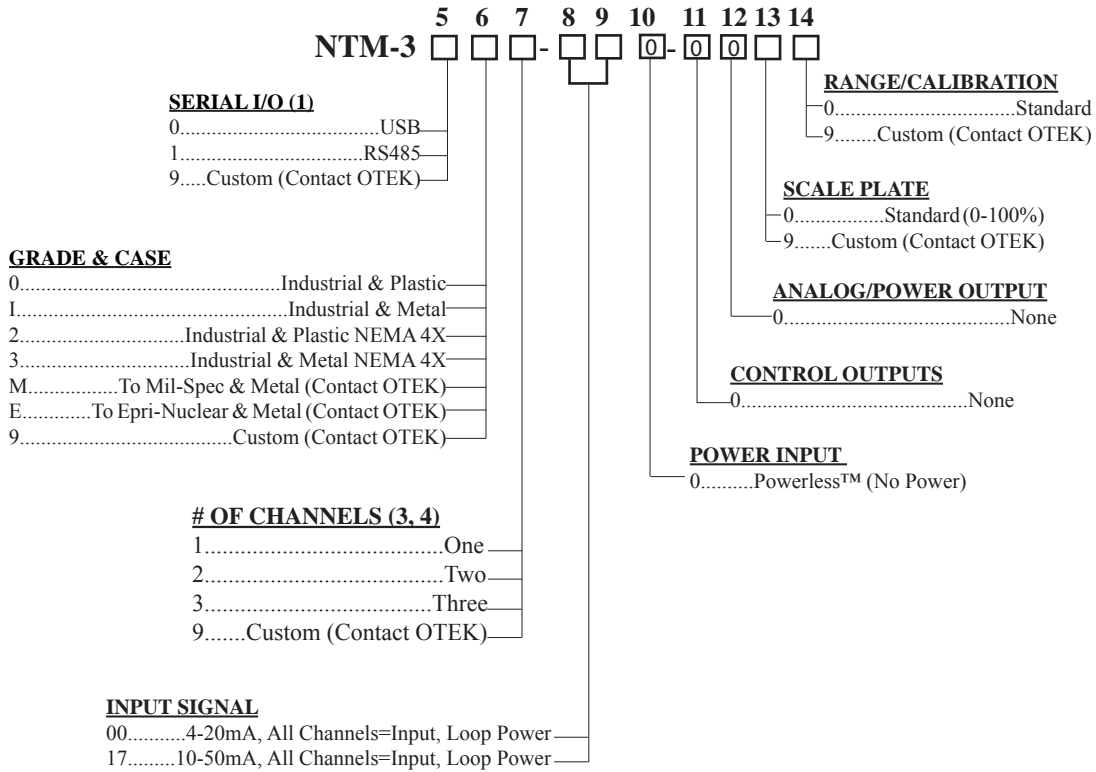 5 6 7 8 9 10 11 12 13 14
NTM-3 - 0 - 0 0
RANGE/CALIBRATION
0...................................Standard
9........Custom (Contact OTEK)
SERIAL I/O (1)
0...................................USB
1................................RS485
9.....Custom (Contact OTEK)
SCALE PLATE
0.................Standard (0-100%)
9.......Custom (Contact OTEK)
GRADE & CASE
0.............................................Industrial & Plastic
I..............................................Industrial & Metal
2............................Industrial & Plastic NEMA 4X
3.............................Industrial & Metal NEMA 4X
M...............To Mil-Spec & Metal (Contact OTEK)
E............To Epri-Nuclear & Metal (Contact OTEK)
9....................................Custom (Contact OTEK)
ANALOG/POWER OUTPUT
0.......................................None
CONTROL OUTPUTS
0.......................................None
POWER INPUT
0..........Powerless™ (No Power)
# OF CHANNELS (3, 4)
1..................................One
2..................................Two
3................................Three
9.......Custom (Contact OTEK)
INPUT SIGNAL
00..........4-20mA, All Channels=Input, Loop Power
17.........10-50mA, All Channels=Input, Loop Power